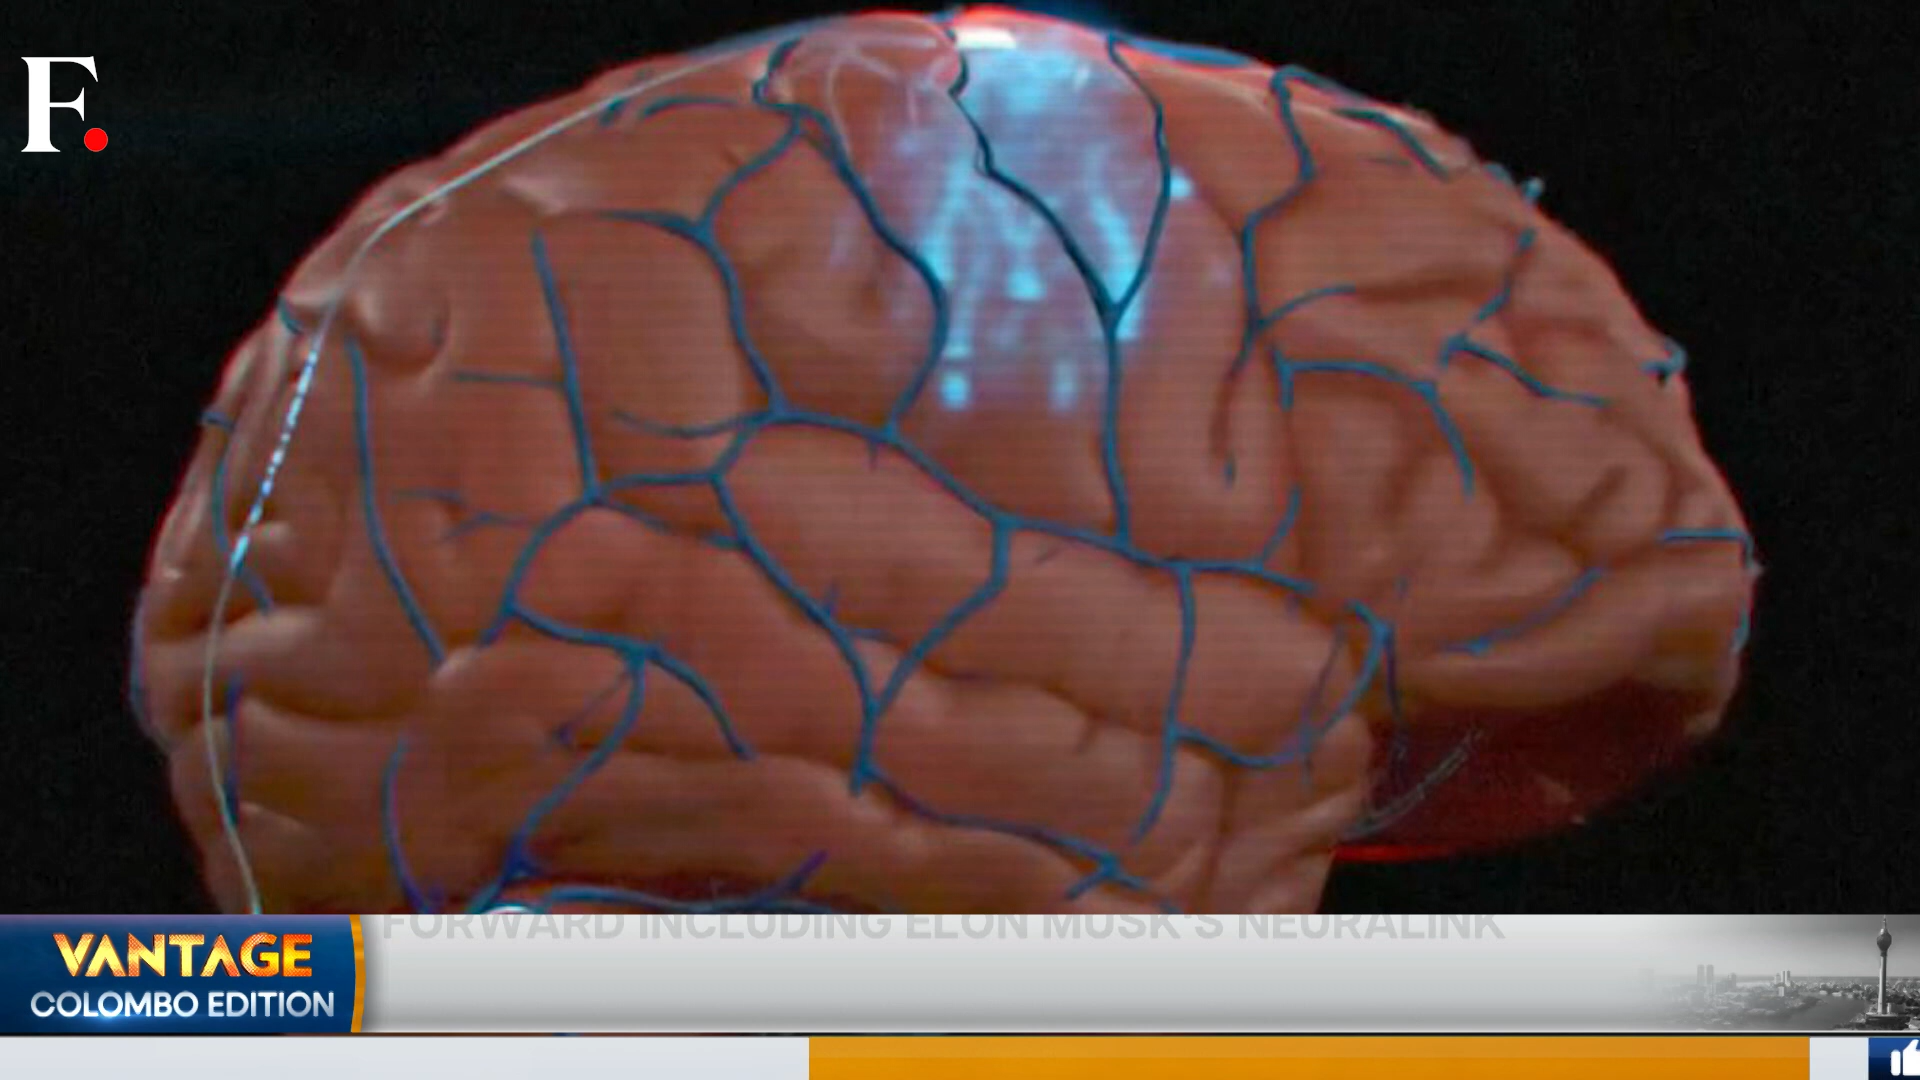 F.
FORWARD INCLUDING ELON MUSK'S NEURALINK
VANTAGE
COLOMBO EDITION